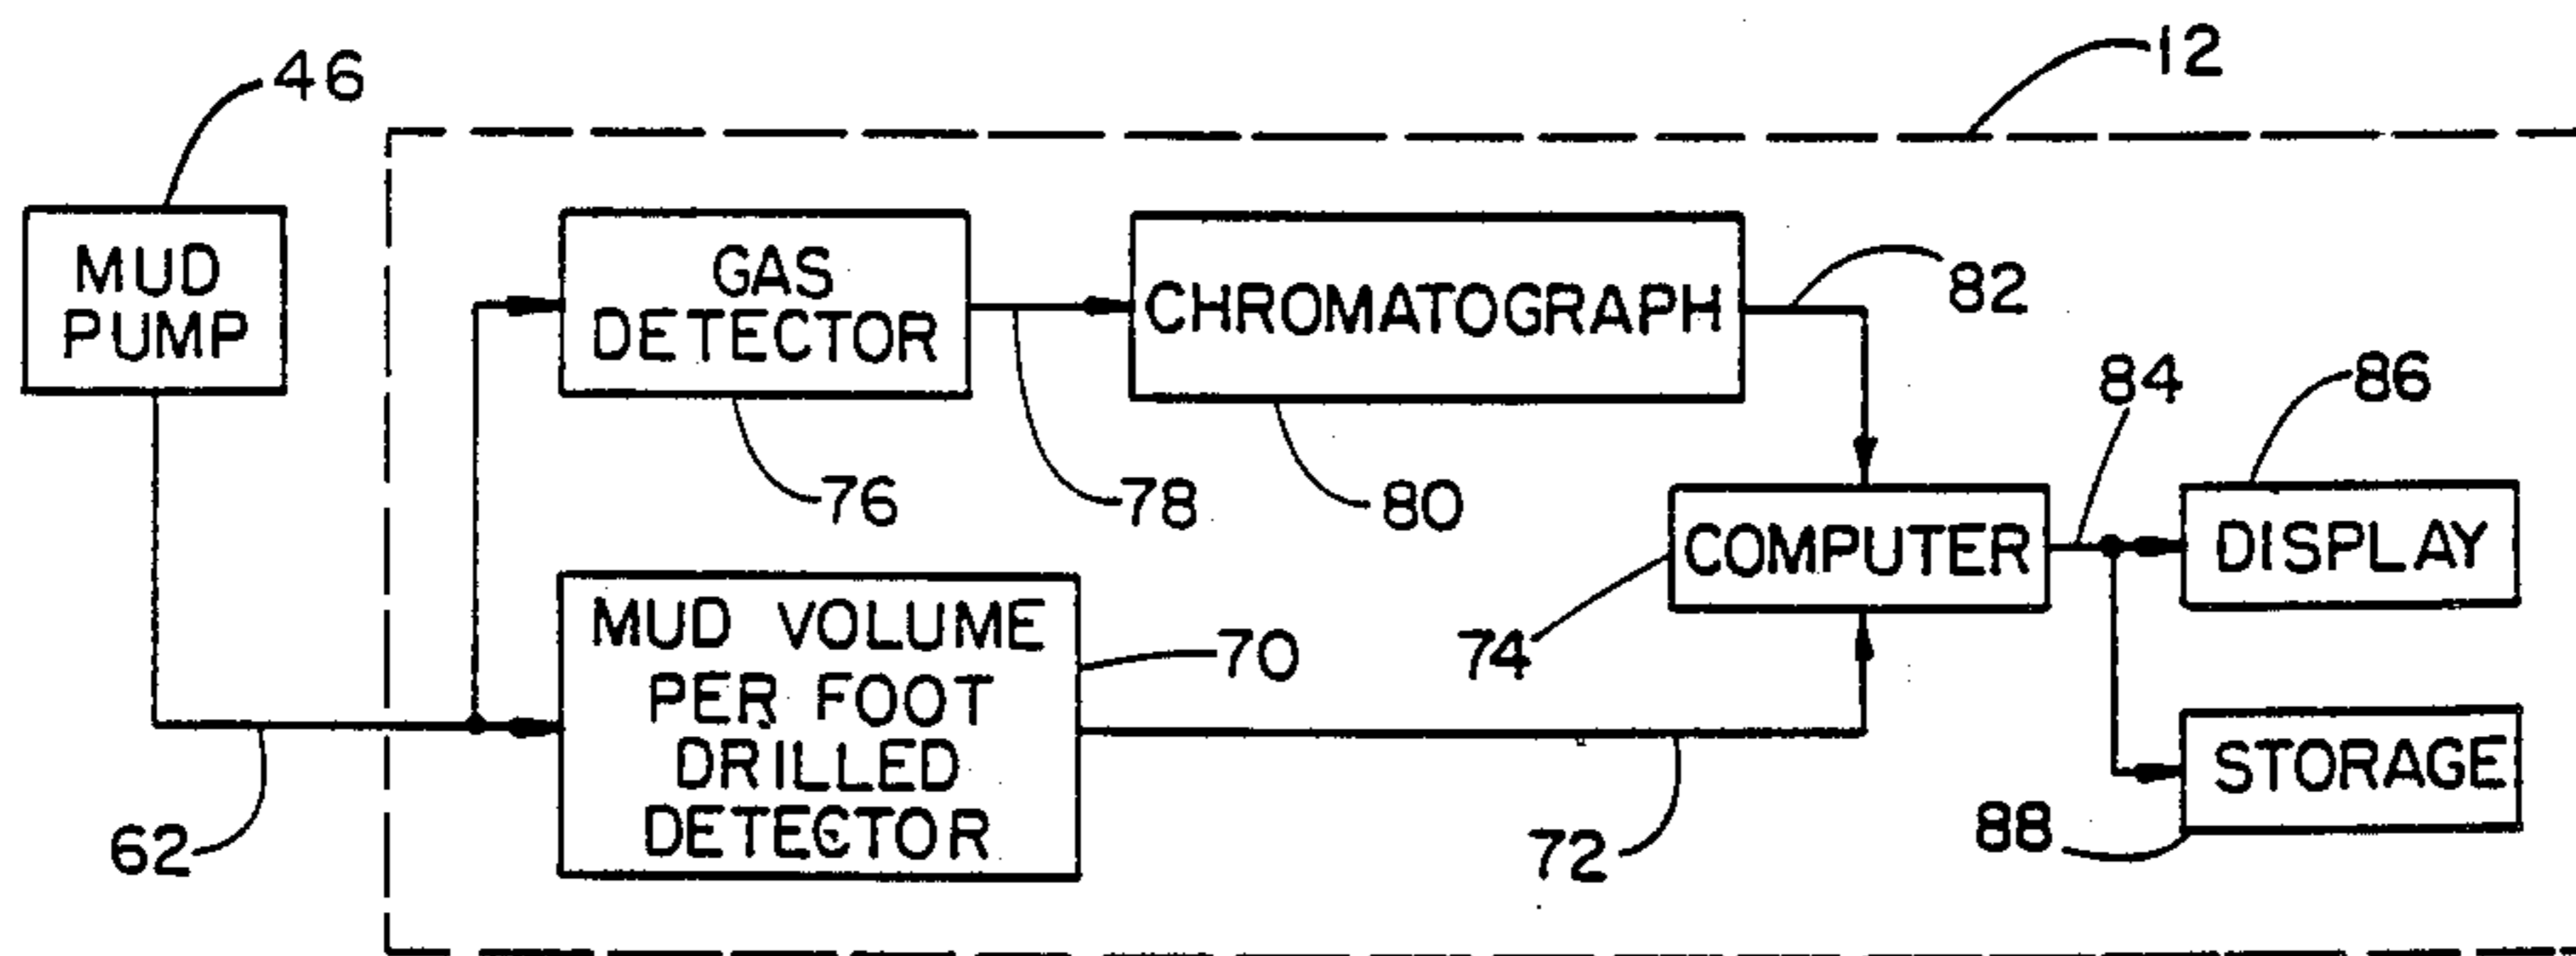 12
46
MUD
PUMP
GAS
DETECTOR
CHROMATOGRAPH
82
84
86
76
78
80
COMPUTER
DISPLAY
74
MUD VOLUME
PER FOOT
DRILLED
DETECTOR
70
STORAGE
88
62
72